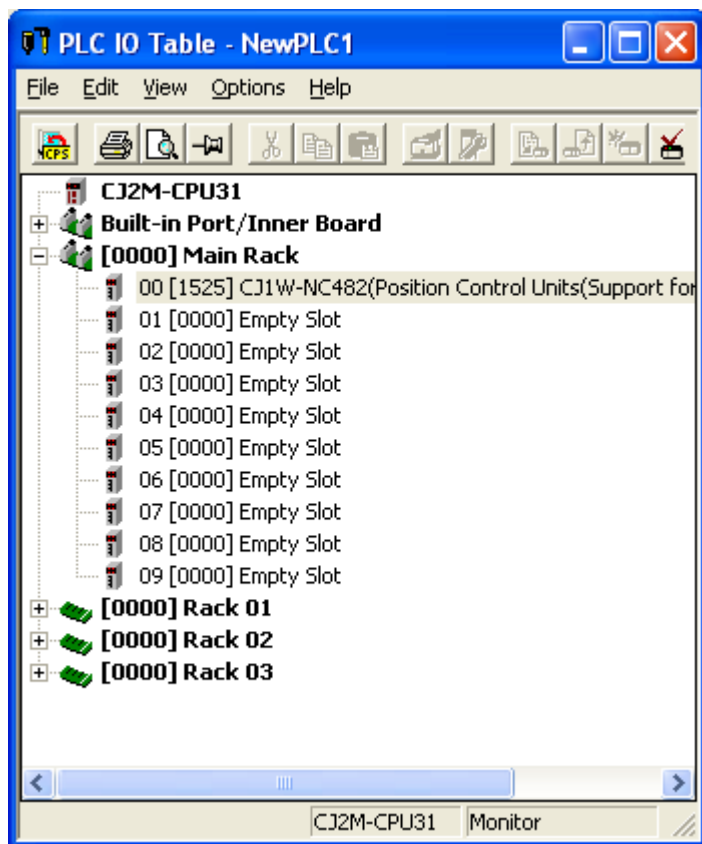 PLC IO Table - NewPLC1
File Edit View Options Help
CPS
CJ2M-CPU31
Built-in Port/Inner Board
[0000] Main Rack
00 [1525] CJ1W-NC482(Position Control Units(Support for
01 [0000] Empty Slot
02 [0000] Empty Slot
03 [0000] Empty Slot
04 [0000] Empty Slot
05 [0000] Empty Slot
06 [0000] Empty Slot
07 [0000] Empty Slot
08 [0000] Empty Slot
09 [0000] Empty Slot
[0000] Rack 01
[0000] Rack 02
[0000] Rack 03
CJ2M-CPU31 Monitor